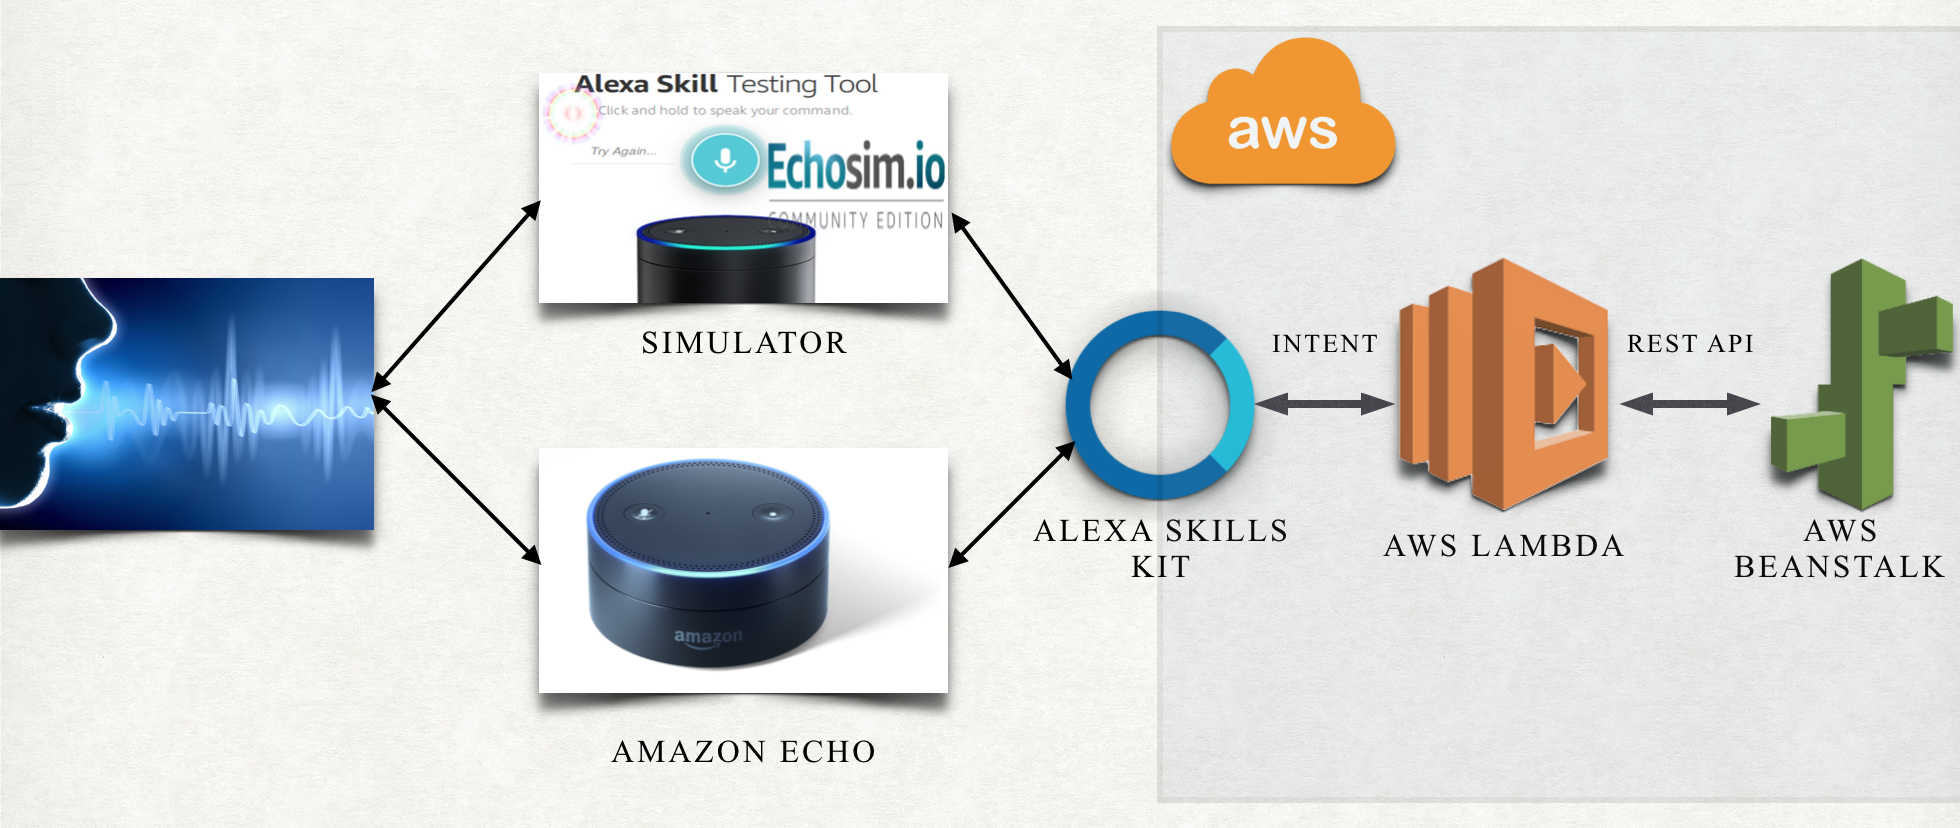 Alexa Skill Testing Tool
Click and hold to speak your command.
Try Again...
Echosim.io
COMMUNITY EDITION
SIMULATOR
amazon
AMAZON ECHO
aws
ALEXA SKILLS
KIT
INTENT
AWS LAMBDA
REST API
AWS
BEANSTALK